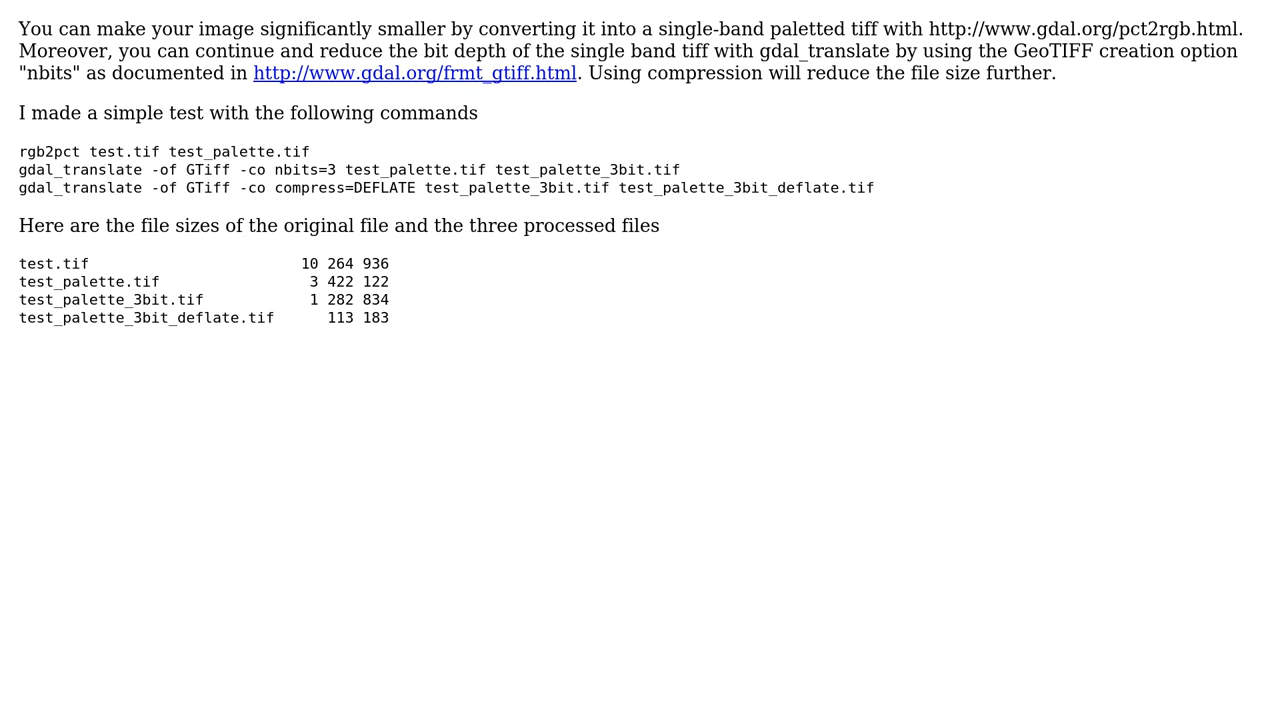 You can make your image significantly smaller by converting it into a single-band paletted tiff with http://www.gdal.org/pct2rgb.html.
Moreover, you can continue and reduce the bit depth of the single band tiff with gdal_translate by using the GeoTIFF creation option
"nbits" as documented in http://www.gdal.org/frmt_gtiff.html. Using compression will reduce the file size further.
I made a simple test with the following commands
rgb2pct test.tif test_palette.tif
gdal_translate -of GTiff -co nbits=3 test_palette.tif test_palette_3bit.tif
gdal_translate -of GTiff -co compress=DEFLATE test_palette_3bit.tif test_palette_3bit_deflate.tif
Here are the file sizes of the original file and the three processed files
test.tif                        10 264 936
test_palette.tif                 3 422 122
test_palette_3bit.tif            1 282 834
test_palette_3bit_deflate.tif      113 183